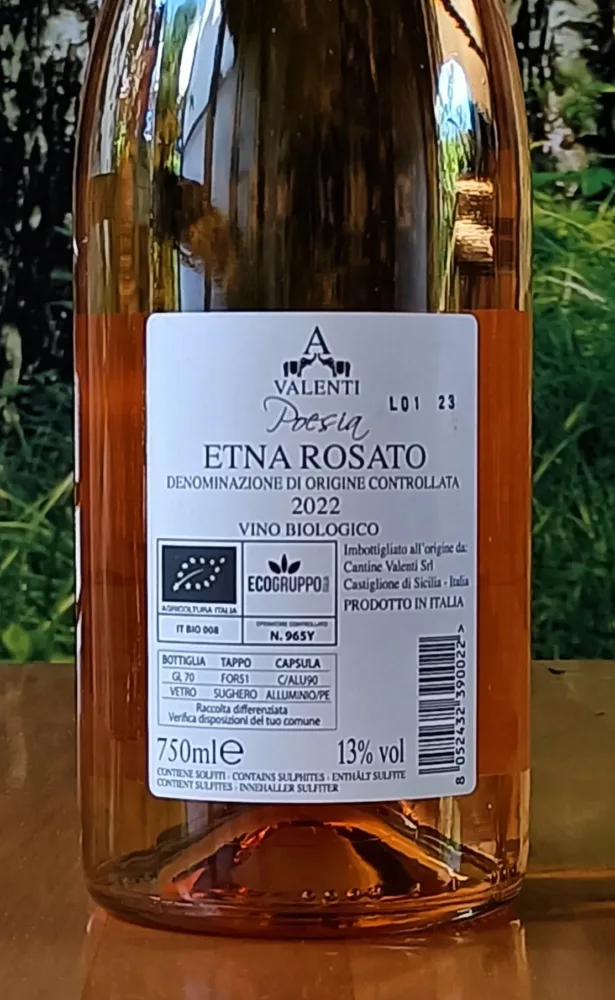 A
VALENTI
Poesia
L01 23
ETNA ROSATO
DENOMINAZIONE DI ORIGINE CONTROLLATA
2022
VINO BIOLOGICO
AGRICOLTURA ITALIA
IT BIO 008
ECOGRUPPO
OPERATORE CONTROLLATO
N. 965Y
Imbottigliato all'origine da:
Cantine Valenti Srl
Castiglione di Sicilia - Italia
PRODOTTO IN ITALIA
BOTTIGLIA TAPPO CAPSULA
GL 70 FOR51 C/ALU90
VETRO SUGHERO ALLUMINIO/PE
Raccolta differenziata
Verifica disposizioni del tuo comune
750ml e 13% vol
CONTIENE SOLFITI - CONTAINS SULPHITES - ENTHÄLT SULFITE
CONTIENT SULFITES - INNEHALLER SULFITER
8 052432 390022 >